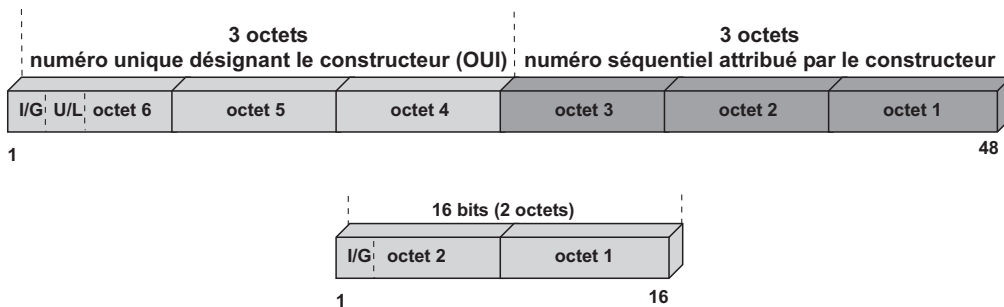 3 octets
numéro unique désignant le constructeur (OUI)
3 octets
numéro séquentiel attribué par le constructeur
I/G U/L octet 6 octet 5 octet 4 octet 3 octet 2 octet 1
1 48
16 bits (2 octets)
I/G octet 2 octet 1
1 16